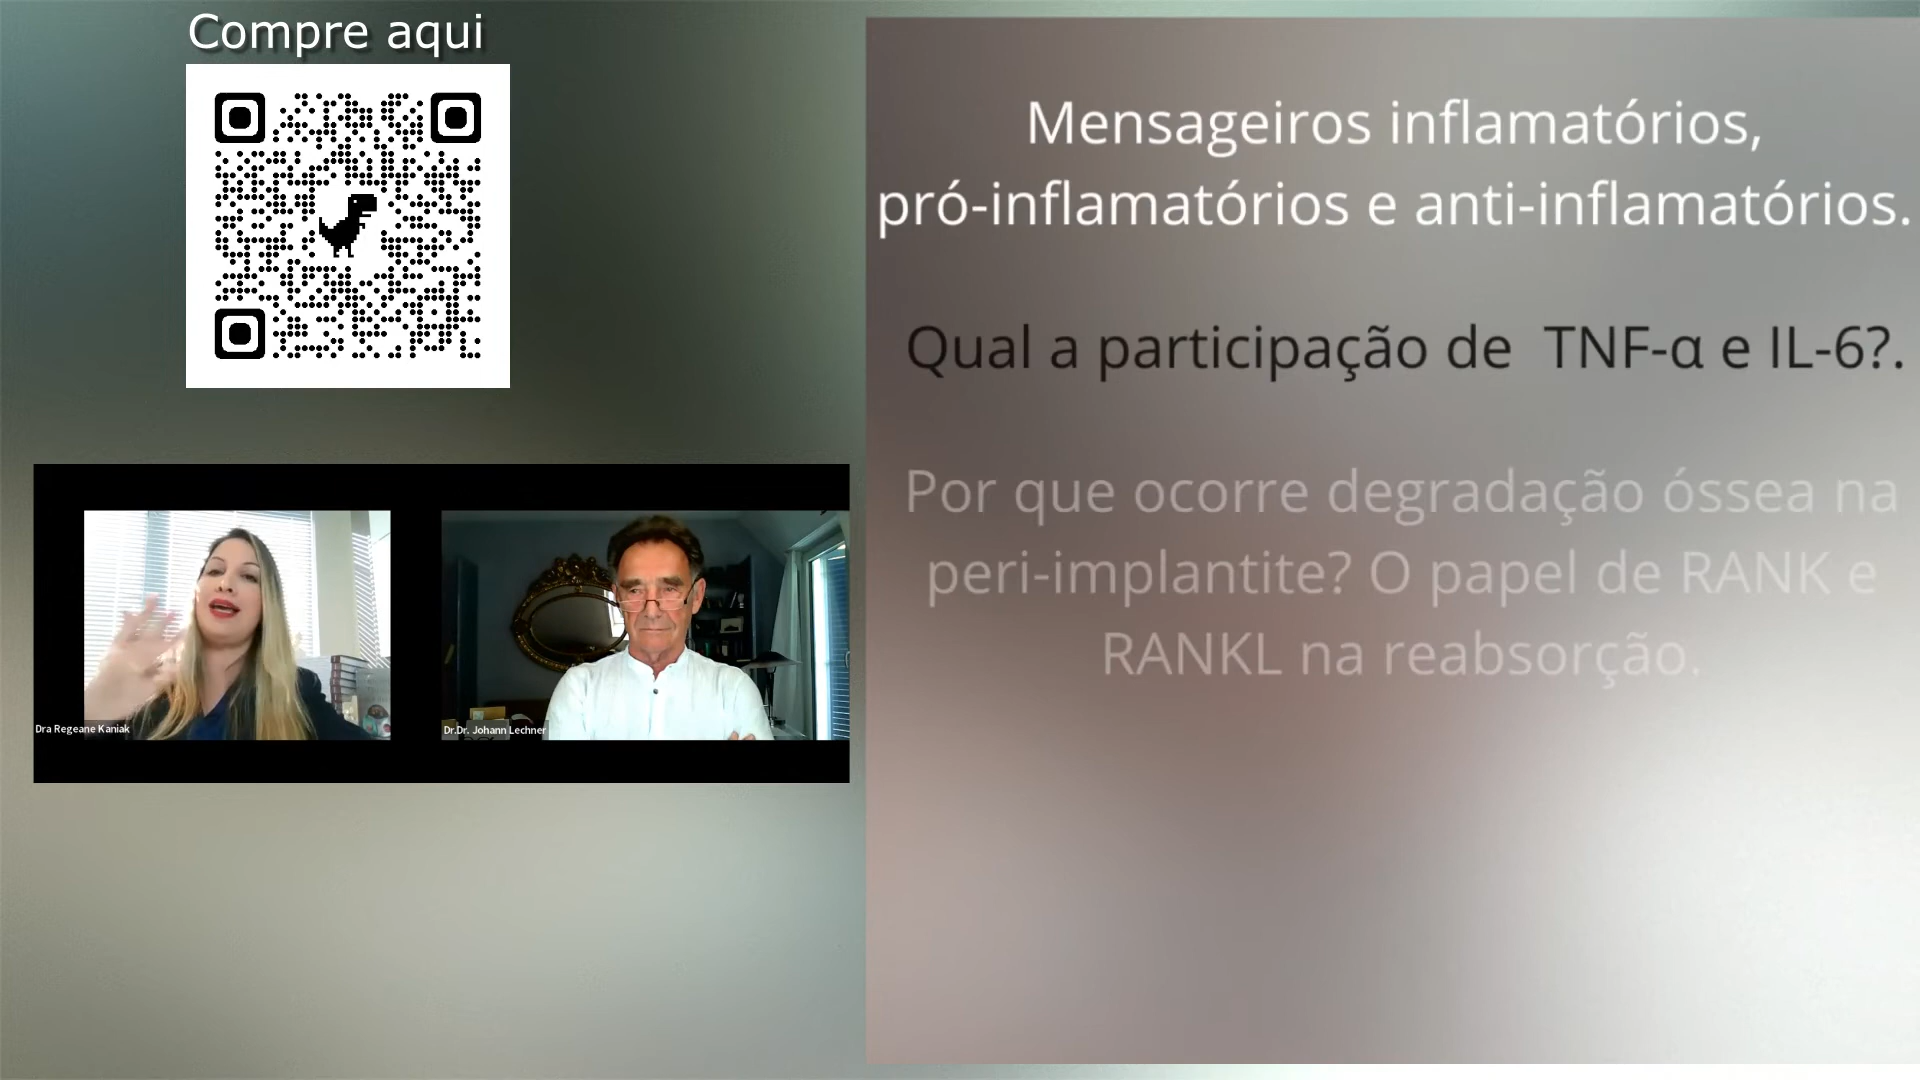 Compre aqui
Mensageiros inflamatórios,
pró-inflamatórios e anti-inflamatórios.
Qual a participação de TNF-α e IL-6?.
Por que ocorre degradação óssea na
peri-implantite? O papel de RANK e
RANKL na reabsorção.
Dra Regeane Kaniak
Dr.Dr. Johann Lechner